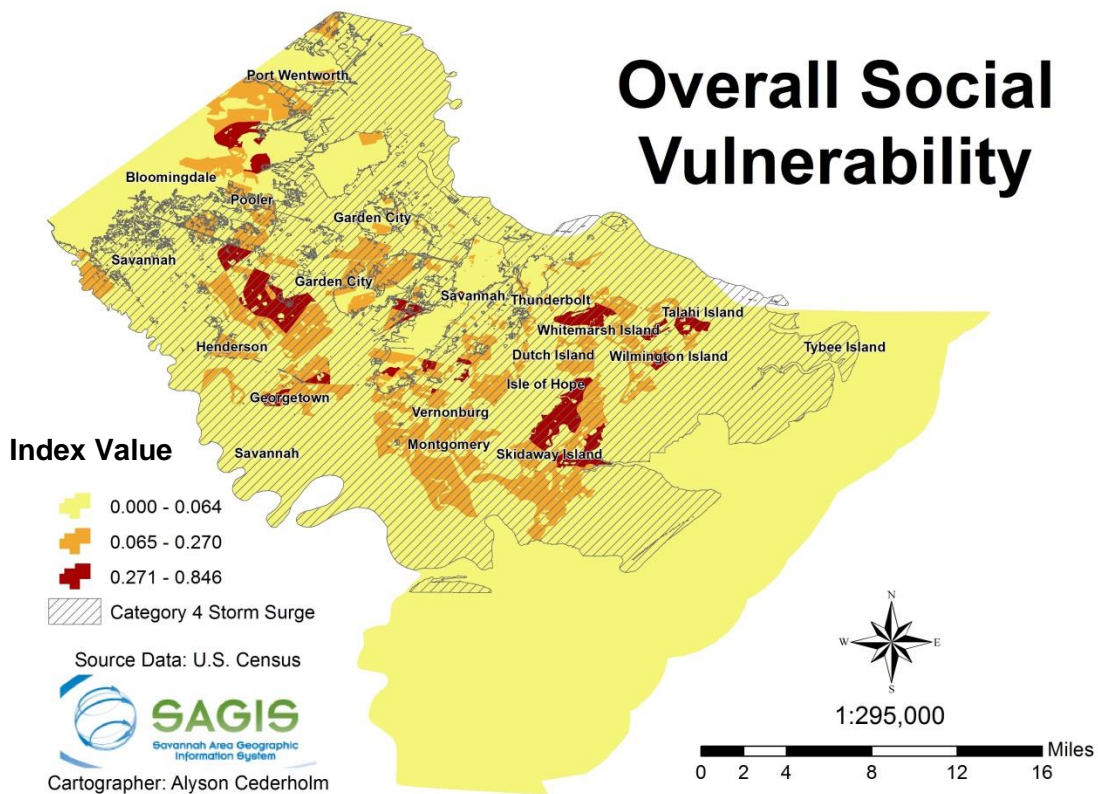 Overall Social
Vulnerability
Port Wentworth
Bloomingdale
Pooler
Garden City
Savannah
Garden City
Savannah
Thunderbolt
Talahi Island
Whitemarsh Island
Tybee Island
Henderson
Dutch Island
Wilmington Island
Isle of Hope
Georgetown
Vernonburg
Montgomery
Savannah
Skidaway Island
Index Value
0.000 - 0.064
0.065 - 0.270
0.271 - 0.846
Category 4 Storm Surge
Source Data: U.S. Census
SAGIS
Savannah Area Geographic
Information System
Cartographer: Alyson Cederholm
N
W
E
S
1:295,000
Miles
0 2 4 8 12 16